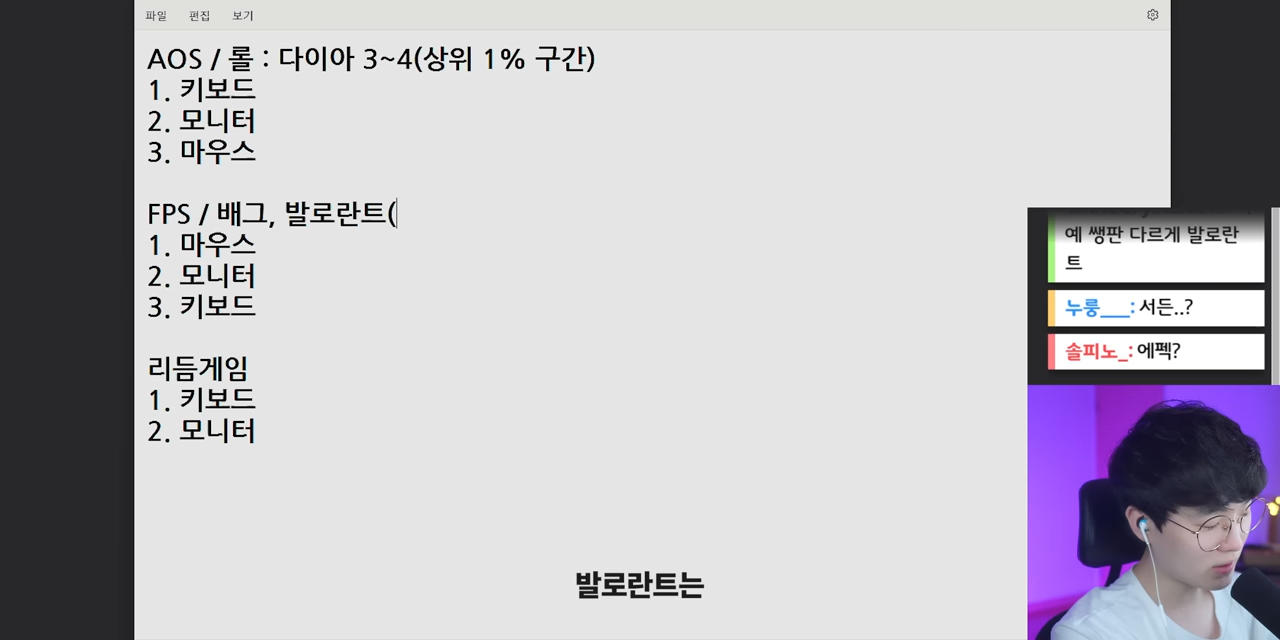 파일 편집 보기
AOS / 롤 : 다이아 3~4(상위 1% 구간)
1. 키보드
2. 모니터
3. 마우스
FPS / 배그, 발로란트(
1. 마우스
2. 모니터
3. 키보드
리듬게임
1. 키보드
2. 모니터
예 쌩판 다르게 발로란
트
누룽___: 서든..?
솔피노_: 에펙?
발로란트는